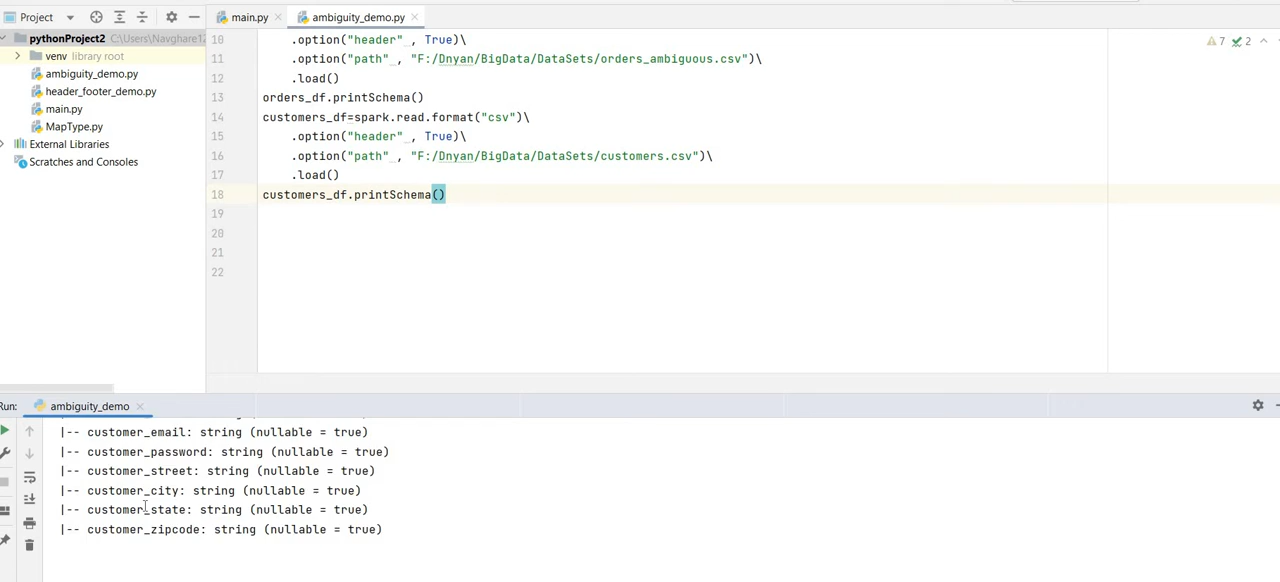 Project
main.py
ambiguity_demo.py
pythonProject2 C:\Users\Navghare12
venv library root
ambiguity_demo.py
header_footer_demo.py
main.py
MapType.py
External Libraries
Scratches and Consoles
10 .option("header" , True)\
11 .option("path" , "F:/Dnyan/BigData/DataSets/orders_ambiguous.csv")\
12 .load()
13 orders_df.printSchema()
14 customers_df=spark.read.format("csv")\
15 .option("header" , True)\
16 .option("path" , "F:/Dnyan/BigData/DataSets/customers.csv")\
17 .load()
18 customers_df.printSchema()
19
20
21
22
7 2
Run: ambiguity_demo
|-- customer_email: string (nullable = true)
|-- customer_password: string (nullable = true)
|-- customer_street: string (nullable = true)
|-- customer_city: string (nullable = true)
|-- customer_state: string (nullable = true)
|-- customer_zipcode: string (nullable = true)